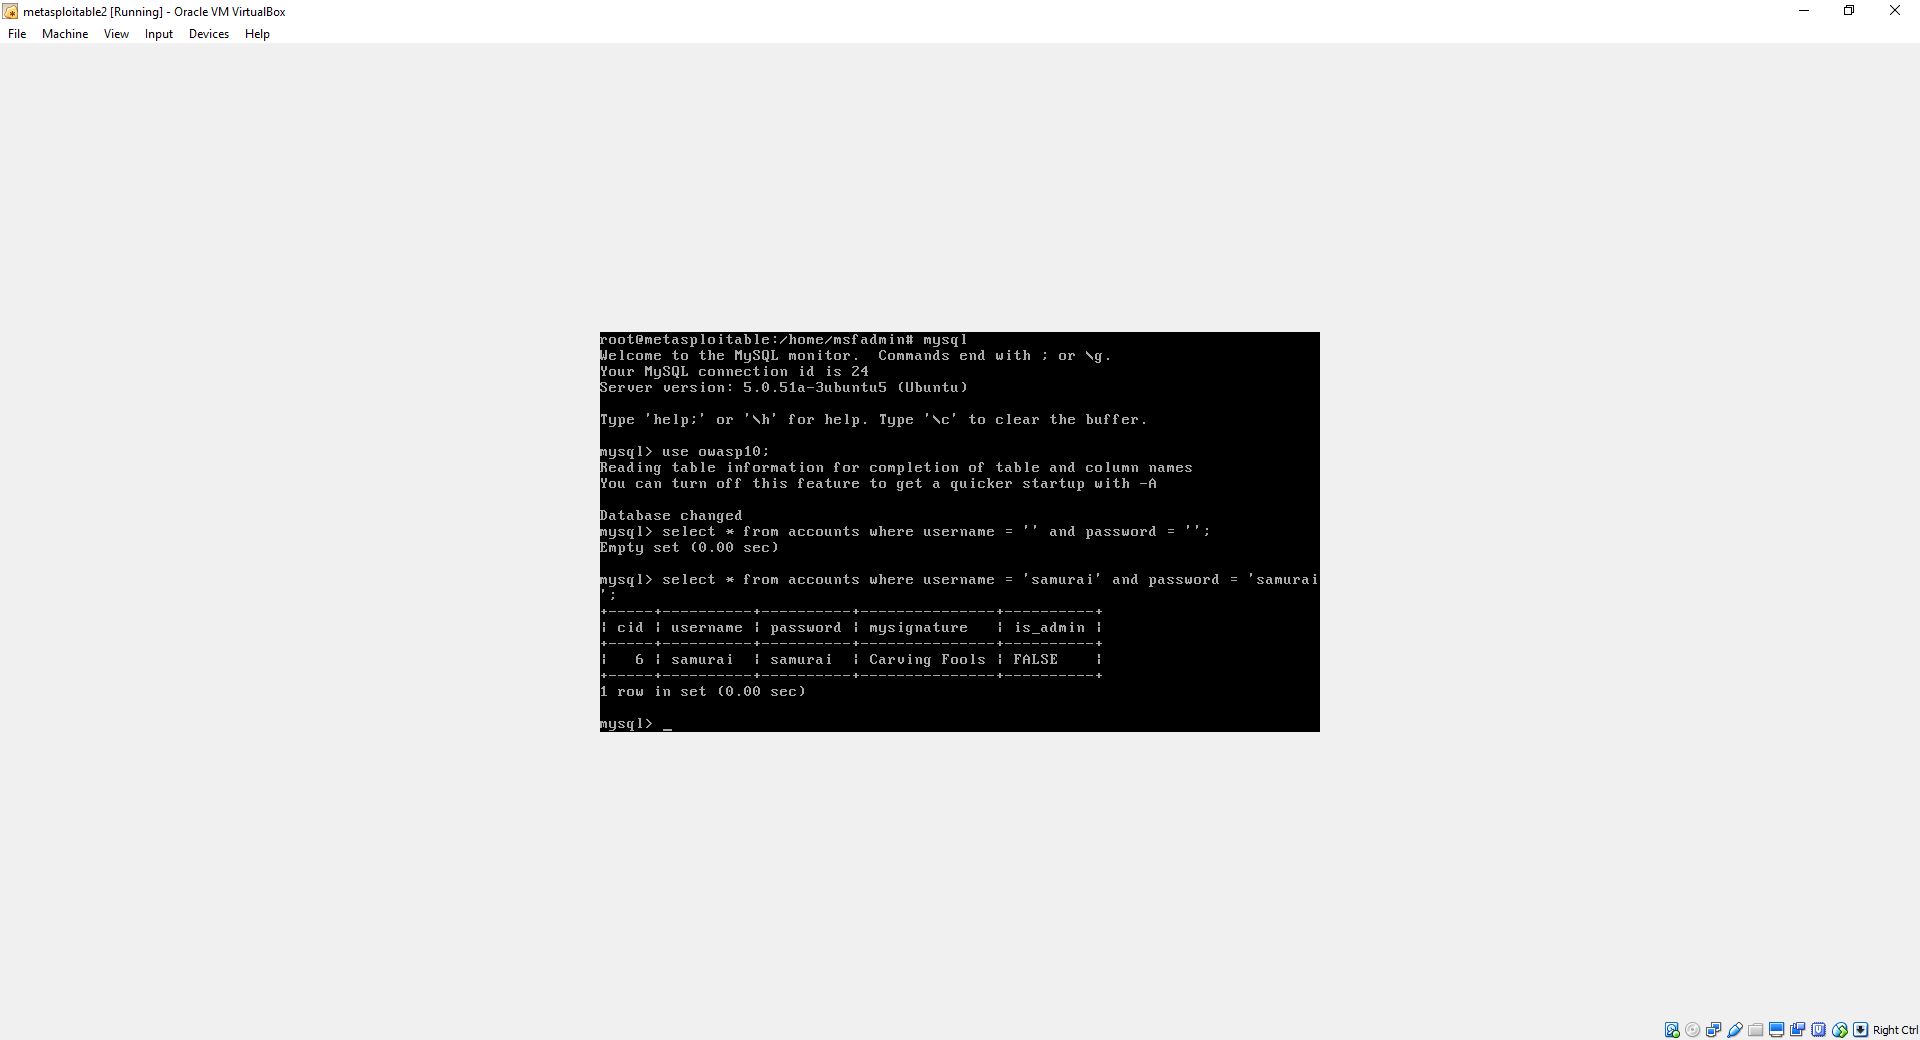 metasploitable2 [Running] - Oracle VM VirtualBox
File Machine View Input Devices Help
root@metasploitable:/home/msfadmin# mysql
Welcome to the MySQL monitor.  Commands end with ; or \g.
Your MySQL connection id is 24
Server version: 5.0.51a-3ubuntu5 (Ubuntu)
Type 'help;' or '\h' for help. Type '\c' to clear the buffer.
mysql> use owasp10;
Reading table information for completion of table and column names
You can turn off this feature to get a quicker startup with -A
Database changed
mysql> select * from accounts where username = '' and password = '';
Empty set (0.00 sec)
mysql> select * from accounts where username = 'samurai' and password = 'samurai
';
+-----+----------+----------+---------------+----------+
| cid | username | password | mysignature   | is_admin |
+-----+----------+----------+---------------+----------+
|   6 | samurai  | samurai  | Carving Fools | FALSE    |
+-----+----------+----------+---------------+----------+
1 row in set (0.00 sec)
mysql> _
Right Ctrl